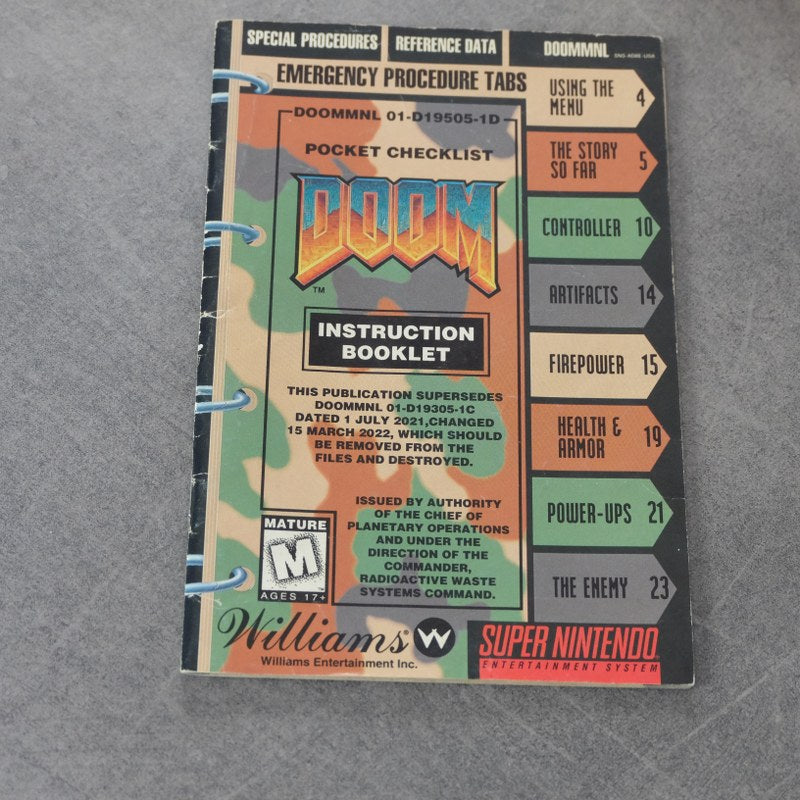 SPECIAL PROCEDURES
REFERENCE DATA
DOOMMNL
EMERGENCY PROCEDURE TABS
DOOMMNL 01-D19505-1D
POCKET CHECKLIST
DOOM
TM
INSTRUCTION
BOOKLET
THIS PUBLICATION SUPERSEDES
DOOMMNL 01-D19305-1C
DATED 1 JULY 2021,CHANGED
15 MARCH 2022, WHICH SHOULD
BE REMOVED FROM THE
FILES AND DESTROYED.
ISSUED BY AUTHORITY
OF THE CHIEF OF
PLANETARY OPERATIONS
AND UNDER THE
DIRECTION OF THE
COMMANDER,
RADIOACTIVE WASTE
SYSTEMS COMMAND.
MATURE
M
AGES 17+
Williams
W
Williams Entertainment Inc.
USING THE
MENU 4
THE STORY
SO FAR 5
CONTROLLER 10
ARTIFACTS 14
FIREPOWER 15
HEALTH &
ARMOR 19
POWER-UPS 21
THE ENEMY 23
SUPER NINTENDO
ENTERTAINMENT SYSTEM